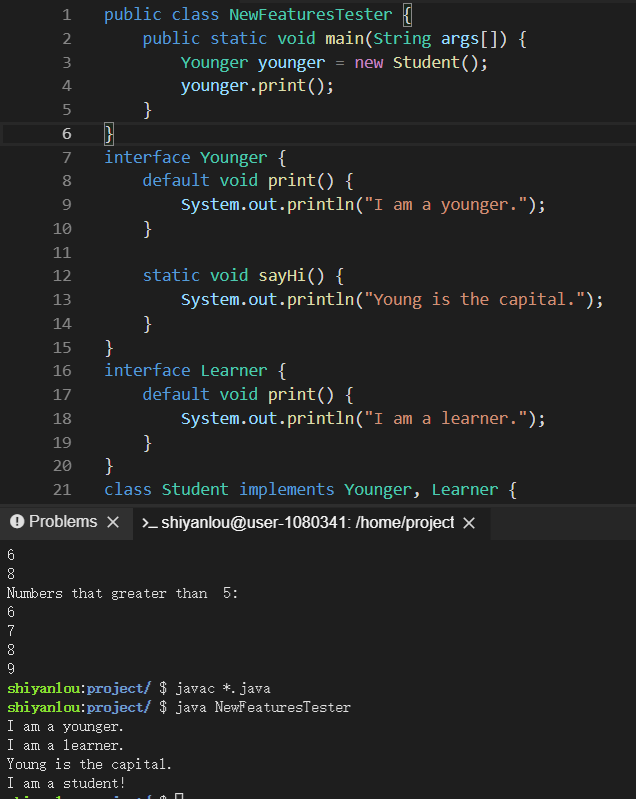 1 public class NewFeaturesTester {
2 public static void main(String args[]) {
3 Younger younger = new Student();
4 younger.print();
5 }
6 }
7 interface Younger {
8 default void print() {
9 System.out.println("I am a younger.");
10 }
11
12 static void sayHi() {
13 System.out.println("Young is the capital.");
14 }
15 }
16 interface Learner {
17 default void print() {
18 System.out.println("I am a learner.");
19 }
20 }
21 class Student implements Younger, Learner {
Problems × >_ shiyanlou@user-1080341: /home/project ×
6
8
Numbers that greater than  5:
6
7
8
9
shiyanlou:project/ $ javac *.java
shiyanlou:project/ $ java NewFeaturesTester
I am a younger.
I am a learner.
Young is the capital.
I am a student!
shiyanlou:project/ $